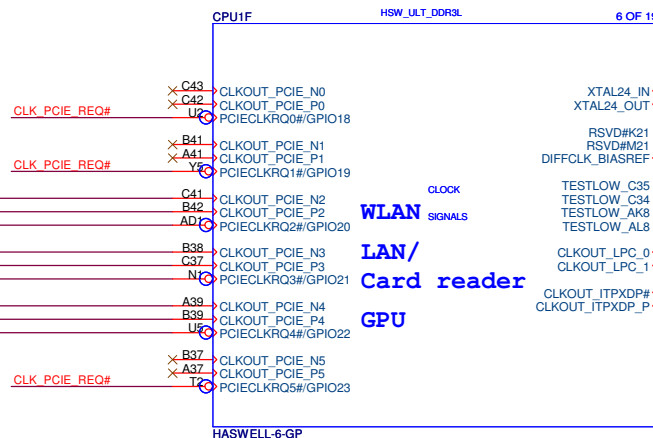 CPU1F HSW_ULT_DDR3L 6 OF 19
C43 CLKOUT_PCIE_N0 XTAL24_IN
C42 CLKOUT_PCIE_P0 XTAL24_OUT
CLK_PCIE_REQ# U2 PCIECLKRQ0#/GPIO18
RSVD#K21
B41 CLKOUT_PCIE_N1 RSVD#M21
A41 CLKOUT_PCIE_P1 DIFFCLK_BIASREF
CLK_PCIE_REQ# Y5 PCIECLKRQ1#/GPIO19
CLOCK TESTLOW_C35
C41 CLKOUT_PCIE_N2 TESTLOW_C34
B42 CLKOUT_PCIE_P2 WLAN SIGNALS TESTLOW_AK8
AD1 PCIECLKRQ2#/GPIO20 TESTLOW_AL8
B38 CLKOUT_PCIE_N3 LAN/ CLKOUT_LPC_0
C37 CLKOUT_PCIE_P3 CLKOUT_LPC_1
N1 PCIECLKRQ3#/GPIO21 Card reader
CLKOUT_ITPXDP#
A39 CLKOUT_PCIE_N4 CLKOUT_ITPXDP_P
B39 CLKOUT_PCIE_P4 GPU
U5 PCIECLKRQ4#/GPIO22
B37 CLKOUT_PCIE_N5
A37 CLKOUT_PCIE_P5
CLK_PCIE_REQ# T2 PCIECLKRQ5#/GPIO23
HASWELL-6-GP